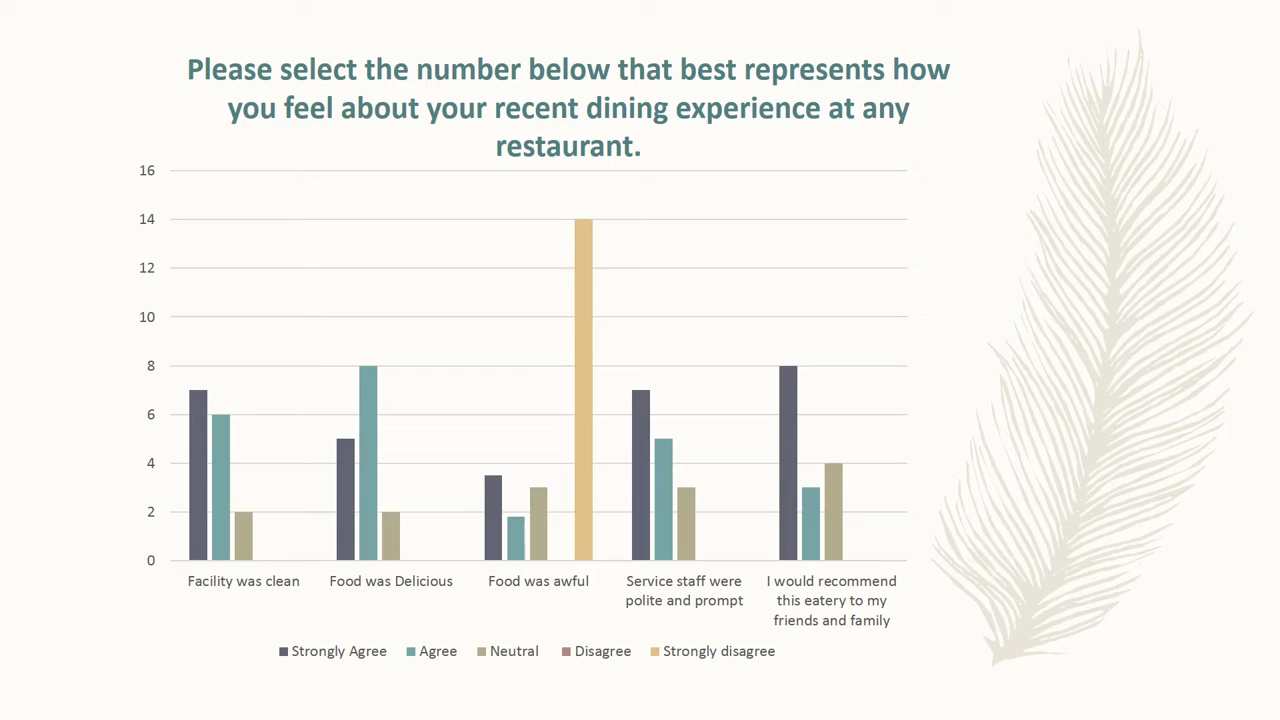 Please select the number below that best represents how
you feel about your recent dining experience at any
restaurant.
16
14
12
10
8
6
4
2
0
Facility was clean
Food was Delicious
Food was awful
Service staff were
polite and prompt
I would recommend
this eatery to my
friends and family
Strongly Agree
Agree
Neutral
Disagree
Strongly disagree